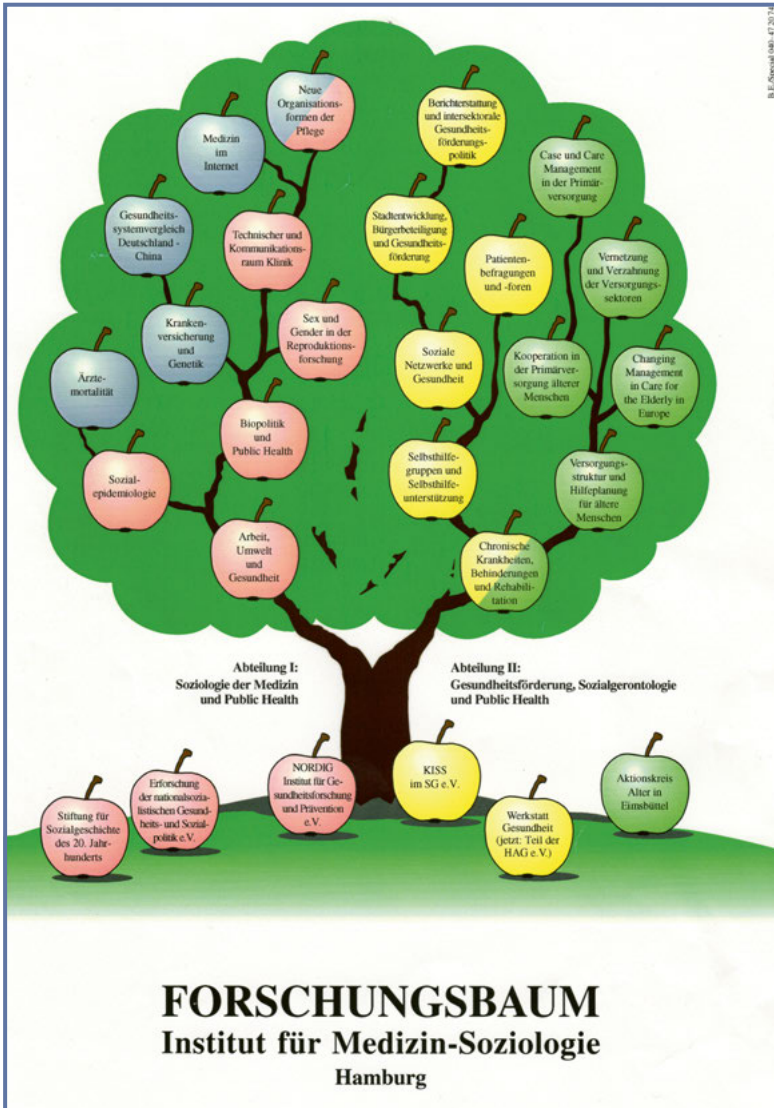 B.E./Special 040-47 20 74
Neue
Organisations-
formen der
Pflege
Medizin
im
Internet
Gesundheits-
systemvergleich
Deutschland -
China
Technischer und
Kommunikations-
raum Klinik
Kranken-
versicherung
und
Genetik
Sex und
Gender in der
Reproduktions-
forschung
Ärzte-
mortalität
Biopolitik
und
Public Health
Sozial-
epidemiologie
Arbeit,
Umwelt
und
Gesundheit
Berichterstattung
und intersektorale
Gesundheits-
förderungs-
politik
Case und Care
Management
in der Primär-
versorgung
Stadtentwicklung,
Bürgerbeteiligung
und Gesundheits-
förderung
Patienten-
befragungen
und -foren
Vernetzung
und Verzahnung
der Versorgungs-
sektoren
Soziale
Netzwerke und
Gesundheit
Kooperation in
der Primärver-
sorgung älterer
Menschen
Changing
Management
in Care for
the Elderly in
Europe
Selbsthilfe-
gruppen und
Selbsthilfe-
unterstützung
Versorgungs-
struktur und
Hilfeplanung
für ältere
Menschen
Chronische
Krankheiten,
Behinderungen
und Rehabili-
tation
Abteilung I:
Soziologie der Medizin
und Public Health
Abteilung II:
Gesundheitsförderung, Sozialgerontologie
und Public Health
Stiftung für
Sozialgeschichte
des 20. Jahr-
hunderts
Erforschung
der nationalsozia-
listischen Gesund-
heits- und Sozial-
politik e.V.
NORDIG
Institut für Ge-
sundheitsforschung
und Prävention
e.V.
KISS
im SG e.V.
Werkstatt
Gesundheit
(jetzt: Teil der
HAG e.V.)
Aktionskreis
Alter in
Eimsbüttel
FORSCHUNGSBAUM
Institut für Medizin-Soziologie
Hamburg